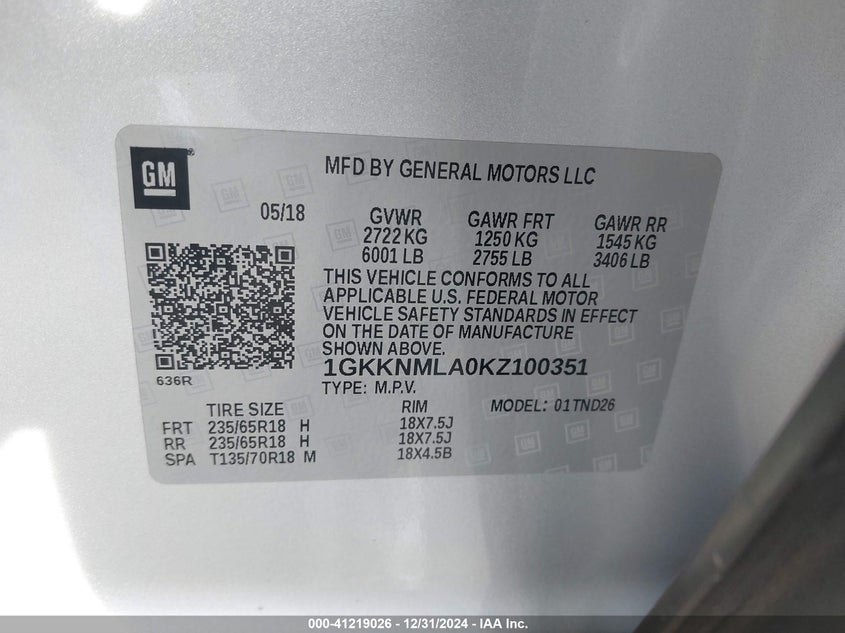 GM
MFD BY GENERAL MOTORS LLC
05/18 GVWR GAWR FRT GAWR RR
2722 KG 1250 KG 1545 KG
6001 LB 2755 LB 3406 LB
THIS VEHICLE CONFORMS TO ALL
APPLICABLE U.S. FEDERAL MOTOR
VEHICLE SAFETY STANDARDS IN EFFECT
ON THE DATE OF MANUFACTURE
SHOWN ABOVE.
636R
1GKKNMLA0KZ100351
TYPE: M.P.V.
TIRE SIZE RIM MODEL: 01TND26
FRT 235/65R18 H 18X7.5J
RR 235/65R18 H 18X7.5J
SPA T135/70R18 M 18X4.5B
000-41219026 - 12/31/2024 - IAA Holdings, LLC.